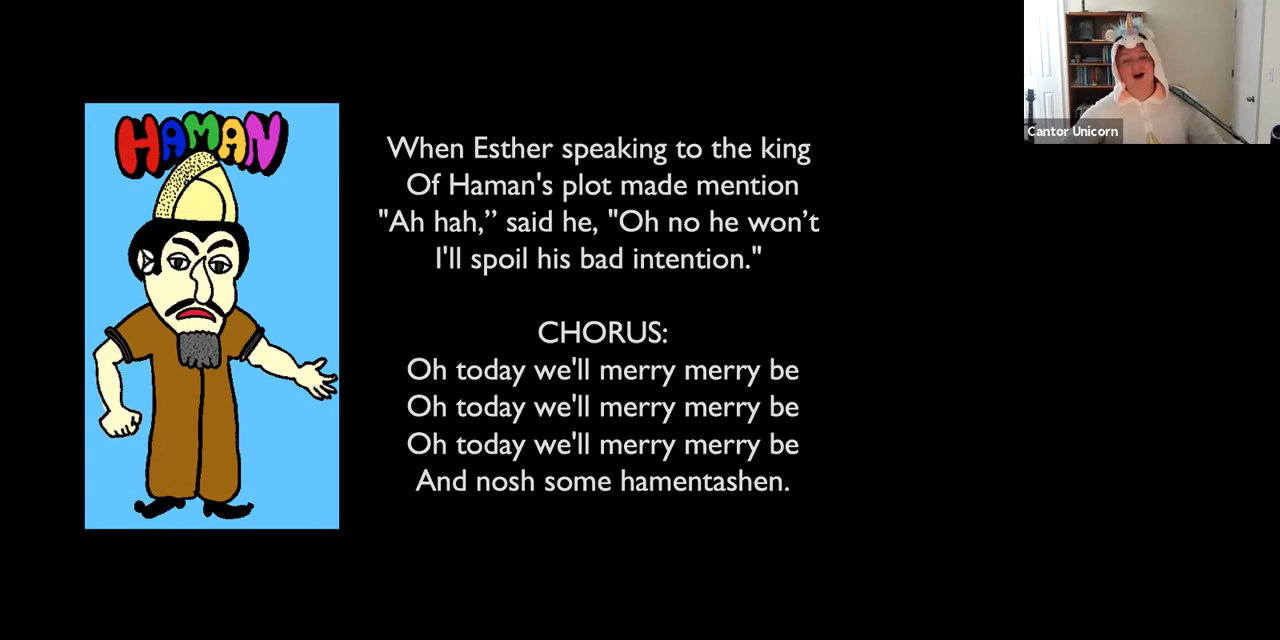 HAMAN
When Esther speaking to the king
Of Haman's plot made mention
"Ah hah,” said he, "Oh no he won’t
I'll spoil his bad intention."
CHORUS:
Oh today we'll merry merry be
Oh today we'll merry merry be
Oh today we'll merry merry be
And nosh some hamentashen.
Cantor Unicorn